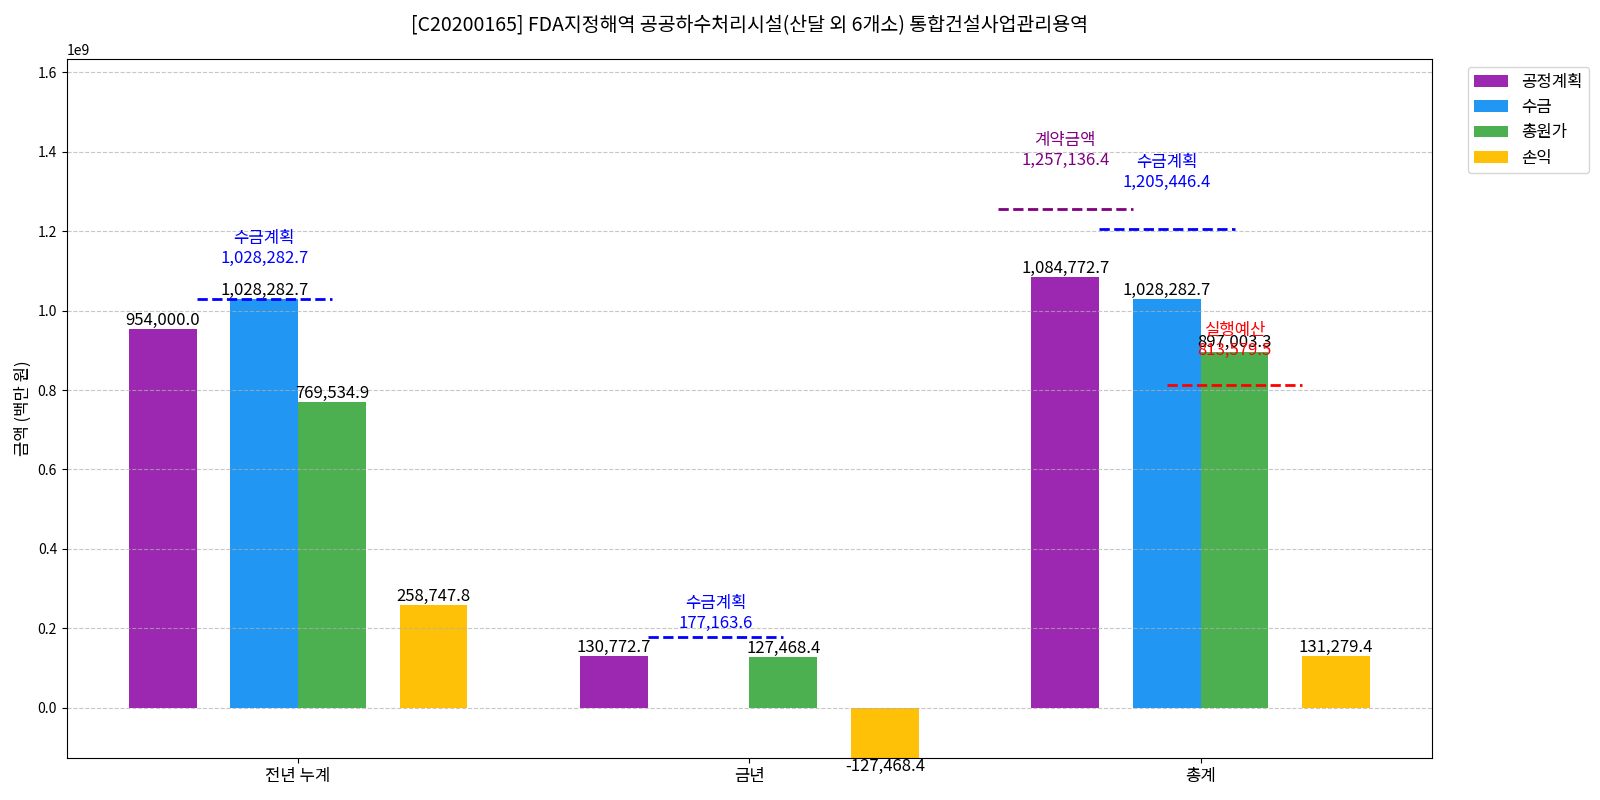 [C20200165] FDA지정해역 공공하수처리시설(산달 외 6개소) 통합건설사업관리용역
1e9
1.6
1.4
1.2
1.0
0.8
0.6
0.4
0.2
0.0
금액 (백만 원)
수금계획
1,028,282.7
954,000.0
1,028,282.7
769,534.9
258,747.8
수금계획
177,163.6
130,772.7
127,468.4
-127,468.4
계약금액
1,257,136.4
수금계획
1,205,446.4
1,084,772.7
1,028,282.7
실행예산
813,579.5
897,003.3
131,279.4
전년 누계
금년
총계
공정계획
수금
총원가
손익